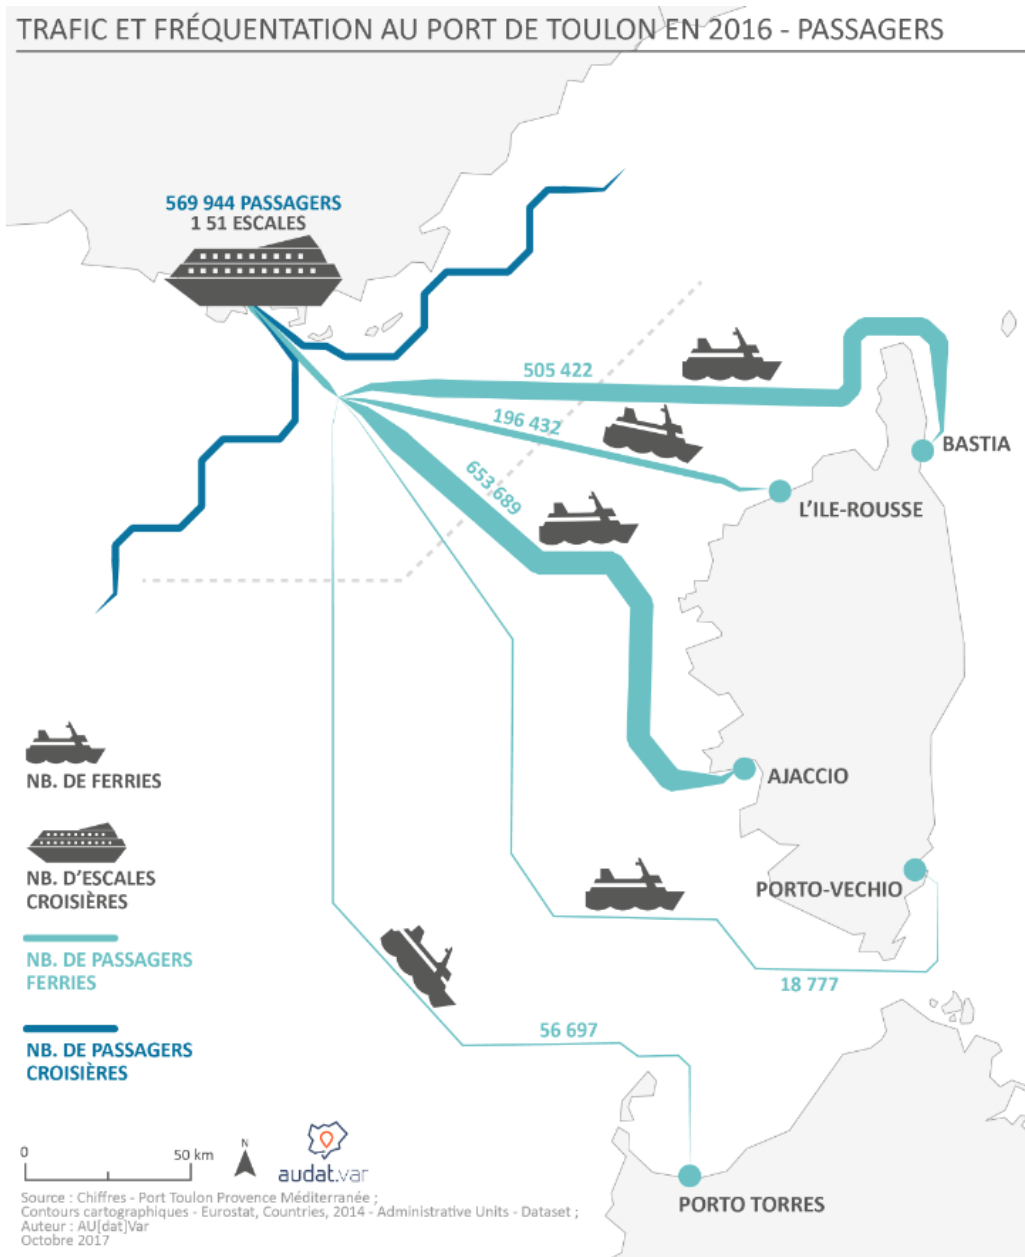 TRAFIC ET FRÉQUENTATION AU PORT DE TOULON EN 2016 - PASSAGERS
569 944 PASSAGERS
1 51 ESCALES
505 422
196 432
653 689
BASTIA
L'ILE-ROUSSE
AJACCIO
PORTO-VECHIO
18 777
56 697
PORTO TORRES
NB. DE FERRIES
NB. D'ESCALES
CROISIÈRES
NB. DE PASSAGERS
FERRIES
NB. DE PASSAGERS
CROISIÈRES
0
50 km
N
audat.var
Source : Chiffres - Port Toulon Provence Méditerranée ;
Contours cartographiques - Eurostat, Countries, 2014 - Administrative Units - Dataset ;
Auteur : AU[dat]Var
Octobre 2017